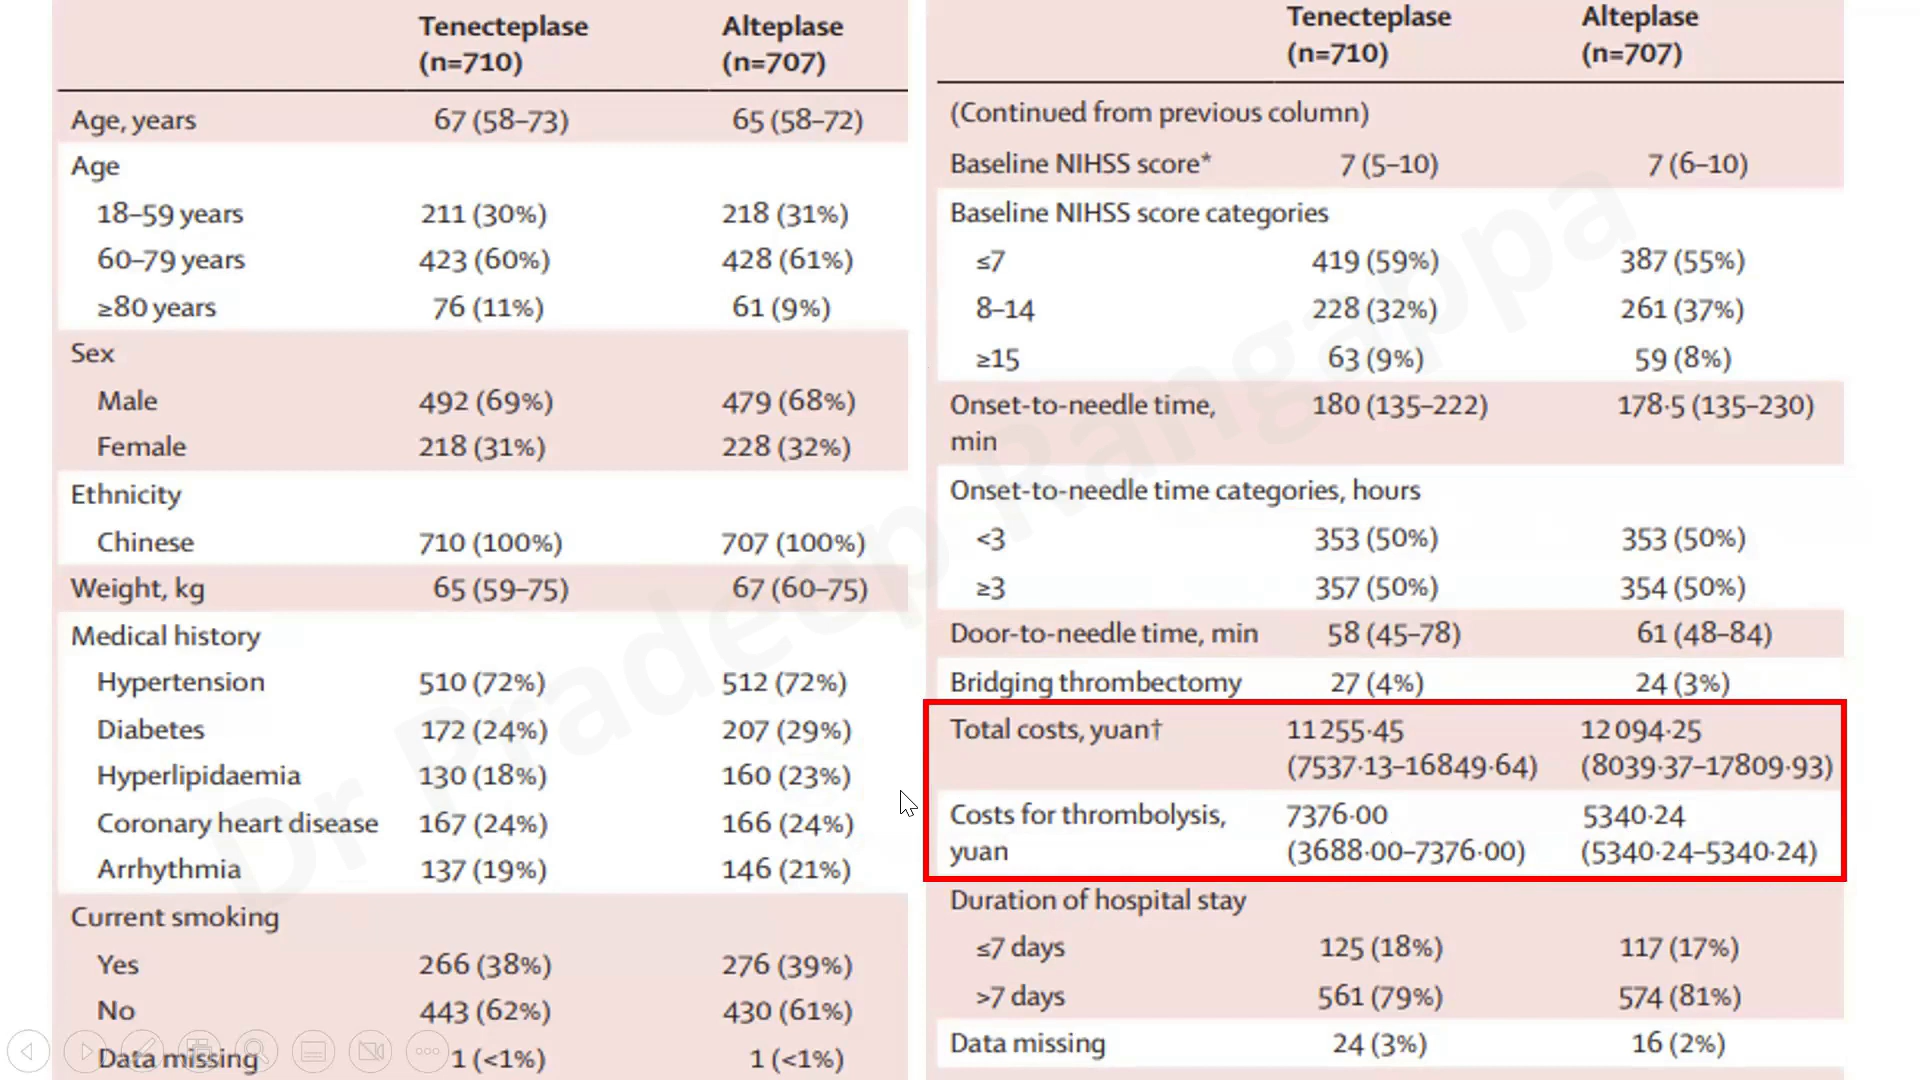 Tenecteplase (n=710) Alteplase (n=707)
Age, years 67 (58–73) 65 (58–72)
Age
18–59 years 211 (30%) 218 (31%)
60–79 years 423 (60%) 428 (61%)
≥80 years 76 (11%) 61 (9%)
Sex
Male 492 (69%) 479 (68%)
Female 218 (31%) 228 (32%)
Ethnicity
Chinese 710 (100%) 707 (100%)
Weight, kg 65 (59–75) 67 (60–75)
Medical history
Hypertension 510 (72%) 512 (72%)
Diabetes 172 (24%) 207 (29%)
Hyperlipidaemia 130 (18%) 160 (23%)
Coronary heart disease 167 (24%) 166 (24%)
Arrhythmia 137 (19%) 146 (21%)
Current smoking
Yes 266 (38%) 276 (39%)
No 443 (62%) 430 (61%)
Data missing 1 (<1%) 1 (<1%)
Tenecteplase (n=710) Alteplase (n=707)
(Continued from previous column)
Baseline NIHSS score* 7 (5–10) 7 (6–10)
Baseline NIHSS score categories
≤7 419 (59%) 387 (55%)
8–14 228 (32%) 261 (37%)
≥15 63 (9%) 59 (8%)
Onset-to-needle time, min 180 (135–222) 178·5 (135–230)
Onset-to-needle time categories, hours
<3 353 (50%) 353 (50%)
≥3 357 (50%) 354 (50%)
Door-to-needle time, min 58 (45–78) 61 (48–84)
Bridging thrombectomy 27 (4%) 24 (3%)
Total costs, yuan† 11 255·45 (7537·13–16849·64) 12 094·25 (8039·37–17809·93)
Costs for thrombolysis, yuan 7376·00 (3688·00–7376·00) 5340·24 (5340·24–5340·24)
Duration of hospital stay
≤7 days 125 (18%) 117 (17%)
>7 days 561 (79%) 574 (81%)
Data missing 24 (3%) 16 (2%)
Dr Pradeep Rangappa